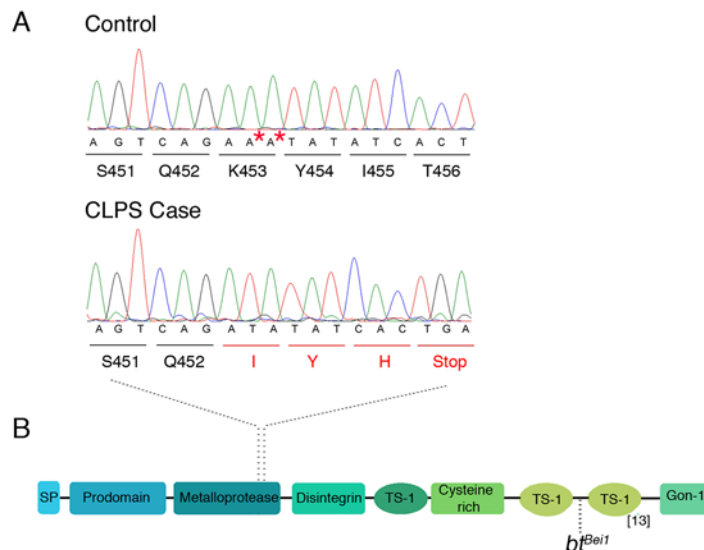 A
Control
A G T C A G A A * A * T A T A T C A C T
S451 Q452 K453 Y454 I455 T456
CLPS Case
A G T C A G A T A T A T C A C T G A
S451 Q452 I Y H Stop
B
SP Prodomain Metalloprotease Disintegrin TS-1 Cysteine rich TS-1 TS-1 Gon-1
[13]
bt^Bei1